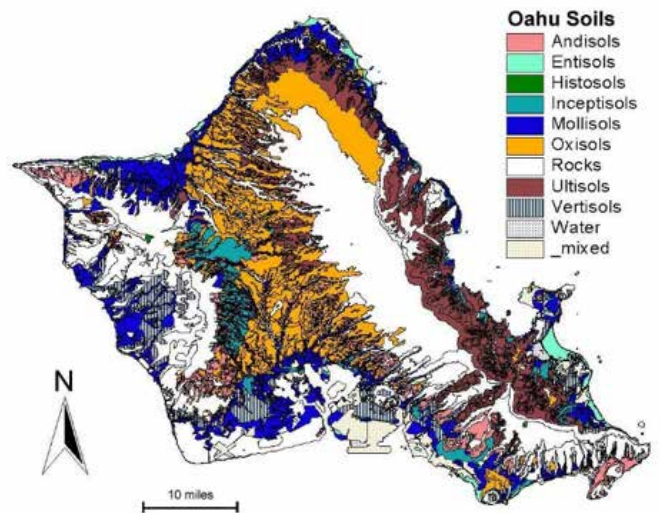 Oahu Soils
Andisols
Entisols
Histosols
Inceptisols
Mollisols
Oxisols
Rocks
Ultisols
Vertisols
Water
_mixed
N
10 miles